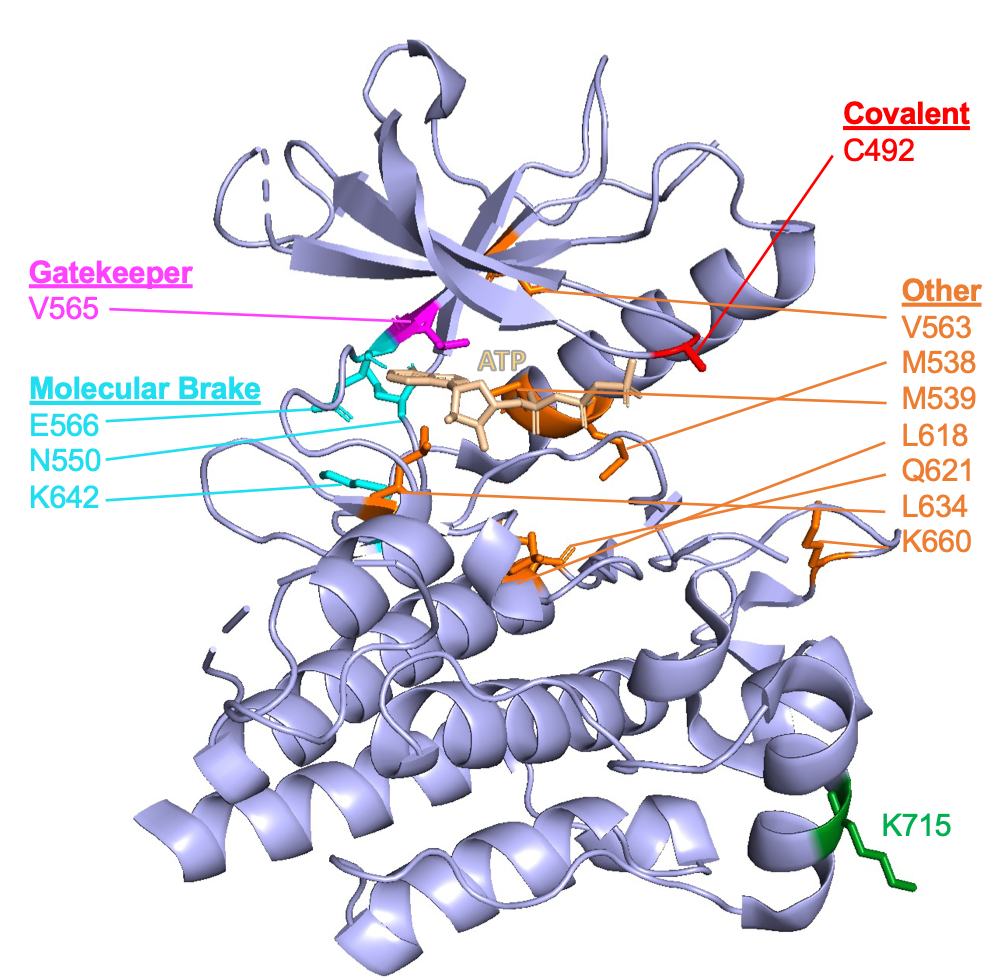 Covalent
C492
Gatekeeper
V565
Molecular Brake
E566
N550
K642
ATP
Other
V563
M538
M539
L618
Q621
L634
K660
K715